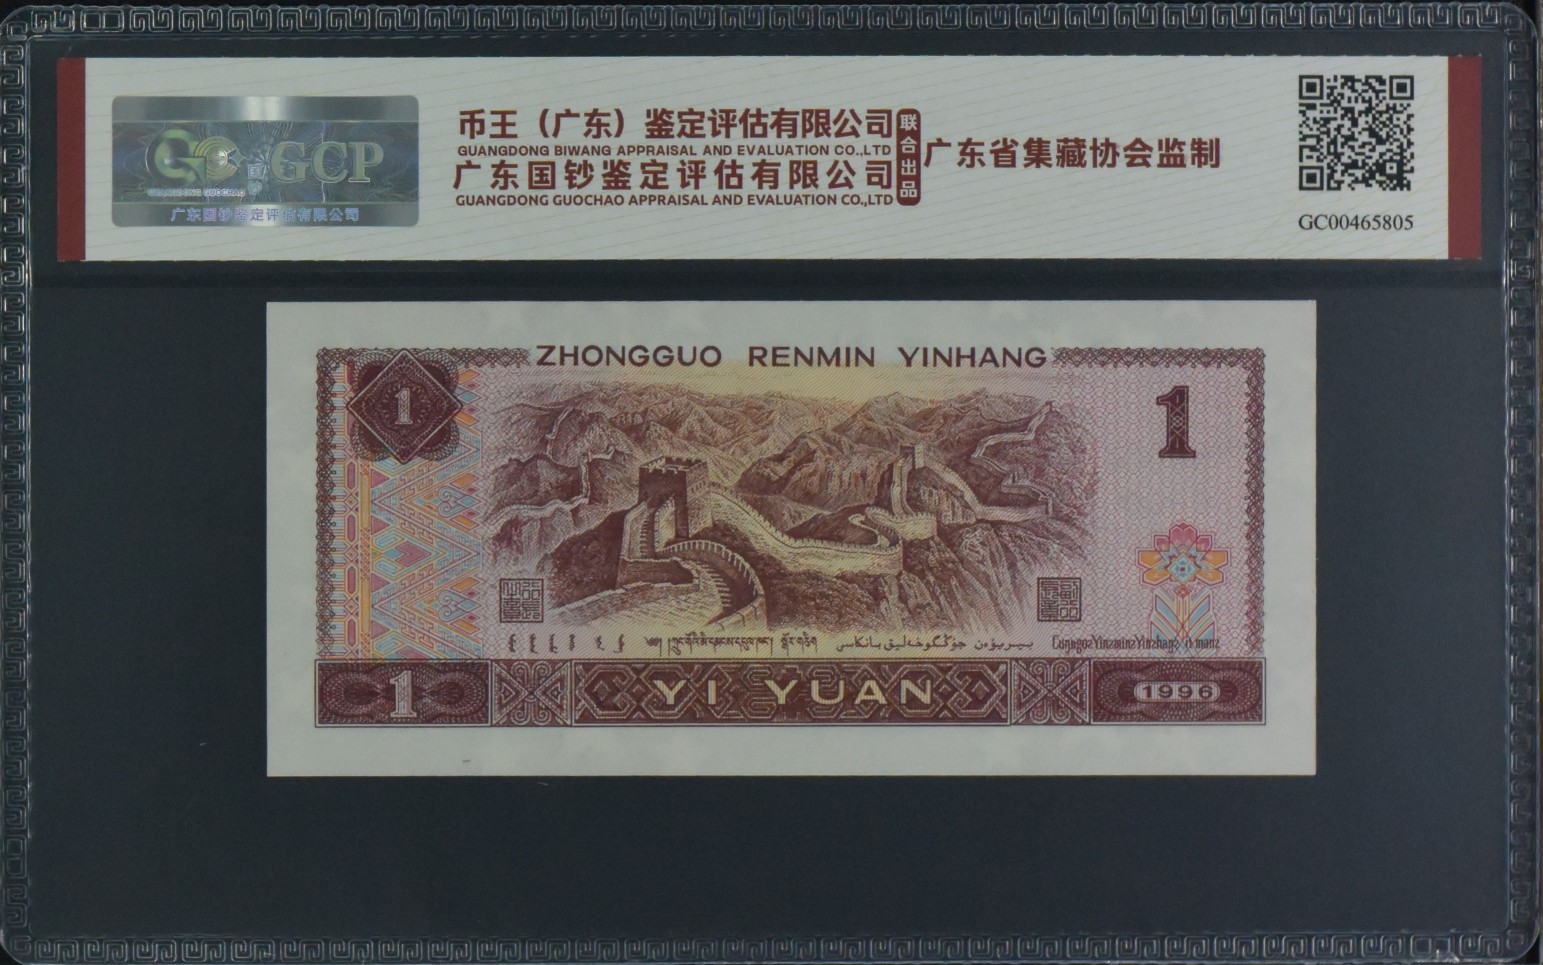 GCP
GUANGDONG GUOCHAO
广东国钞鉴定评估有限公司
币王（广东）鉴定评估有限公司
GUANGDONG BIWANG APPRAISAL AND EVALUATION CO.,LTD
广东国钞鉴定评估有限公司
GUANGDONG GUOCHAO APPRAISAL AND EVALUATION CO.,LTD
联合出品
广东省集藏协会监制
GC00465805
ZHONGGUO RENMIN YINHANG
1
1
1
YI YUAN
1996